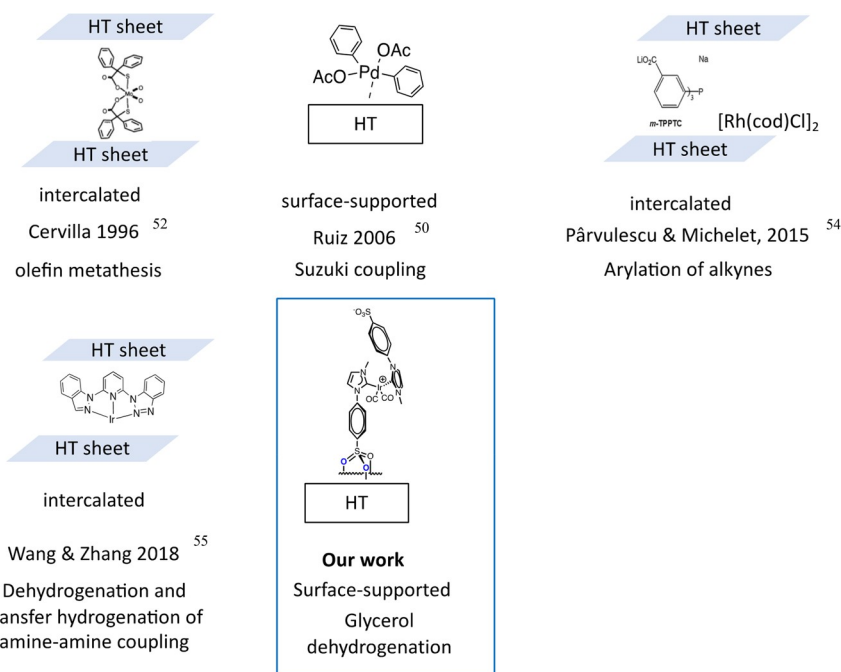 HT sheet
HT sheet
intercalated
Cervilla 1996 52
olefin metathesis
OAc
AcO Pd
HT
surface-supported
Ruiz 2006 50
Suzuki coupling
HT sheet
LiO₂C Na
3 P
m-TPPTC [Rh(cod)Cl]₂
HT sheet
intercalated
Pârvulescu & Michelet, 2015 54
Arylation of alkynes
HT sheet
N N N
N Ir N=N
HT sheet
intercalated
Wang & Zhang 2018 55
Dehydrogenation and
ansfer hydrogenation of
amine-amine coupling
⁻O₃S
N N
Ir ⊕
N OC CO N
S
O O O
HT
Our work
Surface-supported
Glycerol
dehydrogenation